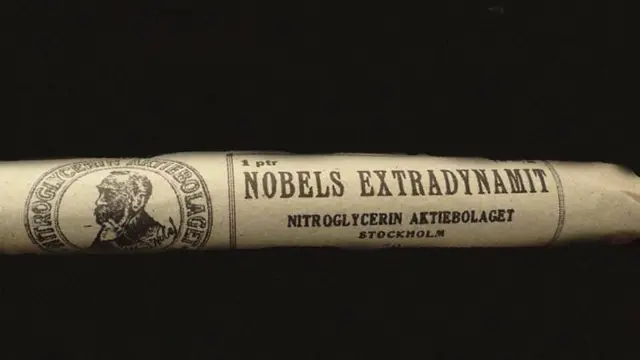 NITROGLYCERIN AKTIEBOLAGET
1 ptr
NOBELS EXTRADYNAMIT
NITROGLYCERIN AKTIEBOLAGET
STOCKHOLM